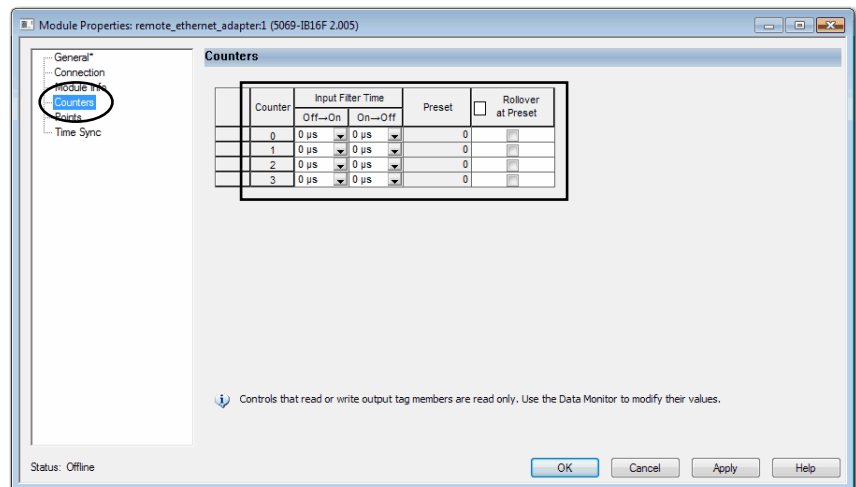 Module Properties: remote_ethernet_adapter:1 (5069-IB16F 2.005)
General*
Connection
Module Info
Counters
Points
Time Sync
Counters
Counter Input Filter Time Preset Rollover at Preset
Off→On On→Off
0 0 µs 0 µs 0
1 0 µs 0 µs 0
2 0 µs 0 µs 0
3 0 µs 0 µs 0
Controls that read or write output tag members are read only. Use the Data Monitor to modify their values.
Status: Offline
OK Cancel Apply Help